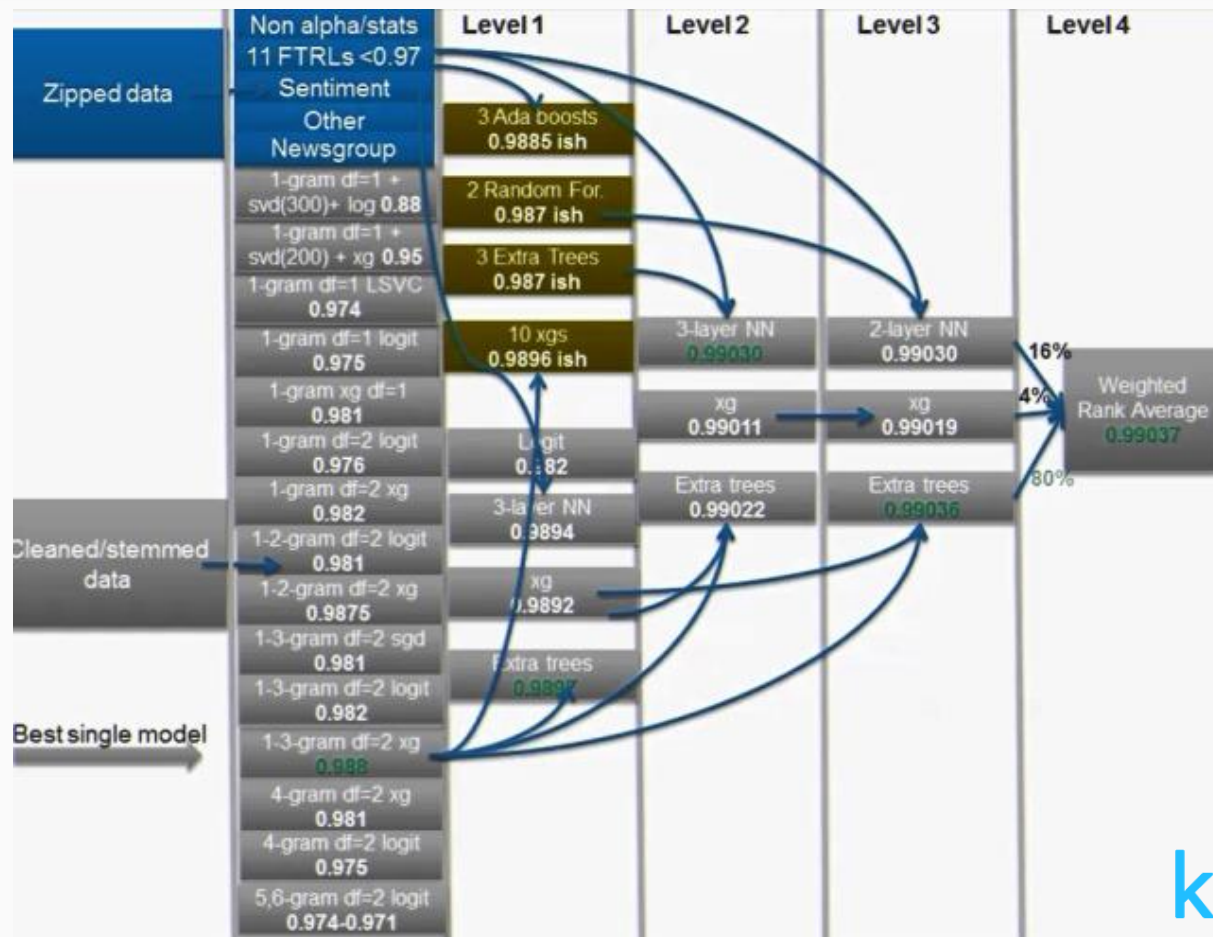 Zipped data
Cleaned/stemmed
data
Best single model
Non alpha/stats
11 FTRLs <0.97
Sentiment
Other
Newsgroup
1-gram df=1 +
svd(300)+ log 0.88
1-gram df=1 +
svd(200) + xg 0.95
1-gram df=1 LSVC
0.974
1-gram df=1 logit
0.975
1-gram xg df=1
0.981
1-gram df=2 logit
0.976
1-gram df=2 xg
0.982
1-2-gram df=2 logit
0.981
1-2-gram df=2 xg
0.9875
1-3-gram df=2 sgd
0.981
1-3-gram df=2 logit
0.982
1-3-gram df=2 xg
0.988
4-gram df=2 xg
0.981
4-gram df=2 logit
0.975
5,6-gram df=2 logit
0.974-0.971
Level 1
3 Ada boosts
0.9885 ish
2 Random For.
0.987 ish
3 Extra Trees
0.987 ish
10 xgs
0.9896 ish
Logit
3-layer NN
0.9894
xg
0.9892
Extra trees
Level 2
3-layer NN
0.99030
xg
0.99011
Extra trees
0.99022
Level 3
2-layer NN
0.99030
xg
0.99019
Extra trees
0.99036
Level 4
16%
4%
80%
Weighted
Rank Average
0.99037
k